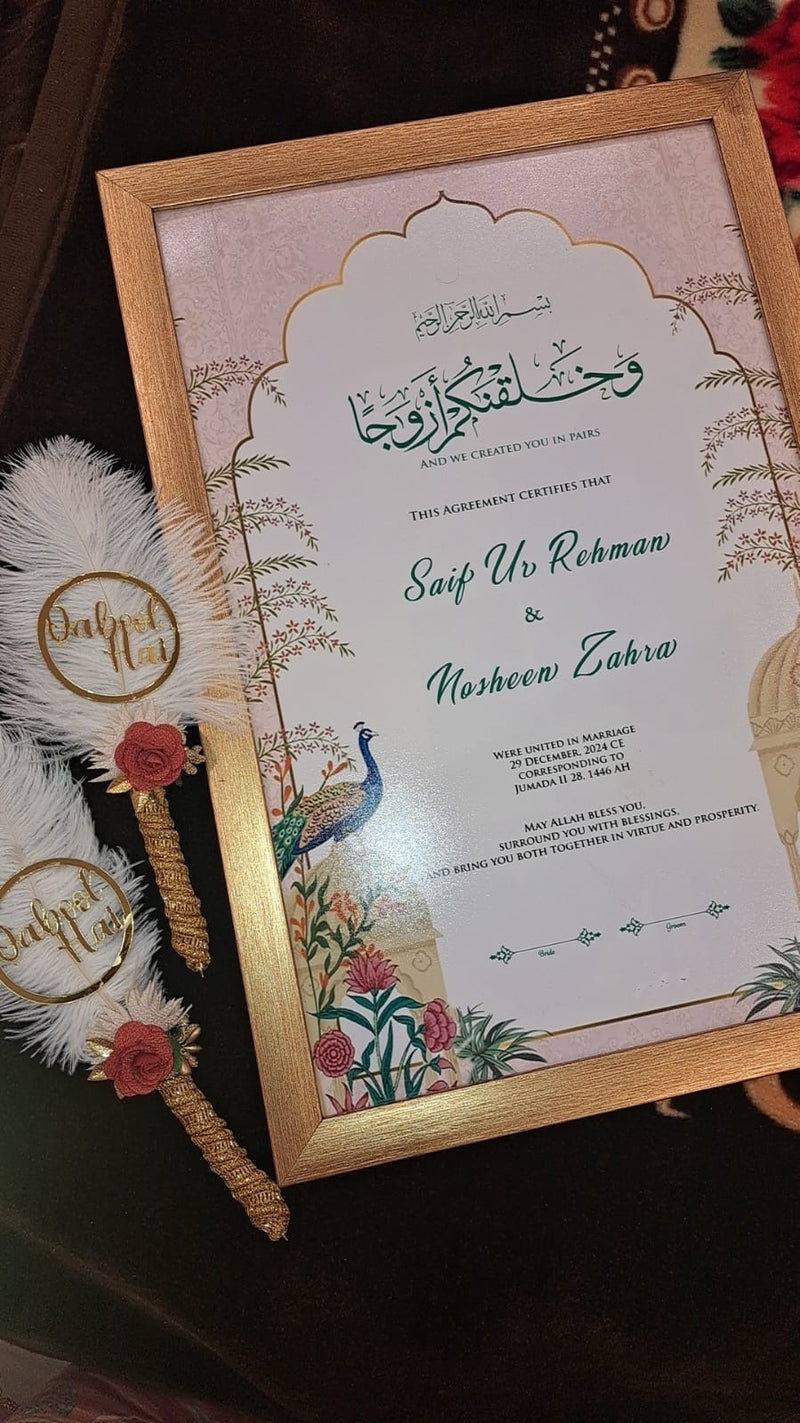 بسم الله الرحمن الرحيم
وَخَلَقْنَكُمْ أَزْوَجًا
AND WE CREATED YOU IN PAIRS
THIS AGREEMENT CERTIFIES THAT
Saif Ur Rehman
&
Nosheen Zahra
WERE UNITED IN MARRIAGE
29 DECEMBER, 2024 CE
CORRESPONDING TO
JUMADA II 28, 1446 AH
MAY ALLAH BLESS YOU,
SURROUND YOU WITH BLESSINGS,
AND BRING YOU BOTH TOGETHER IN VIRTUE AND PROSPERITY.
Bride
Groom
Qabool
Hai
Qabool
Hai